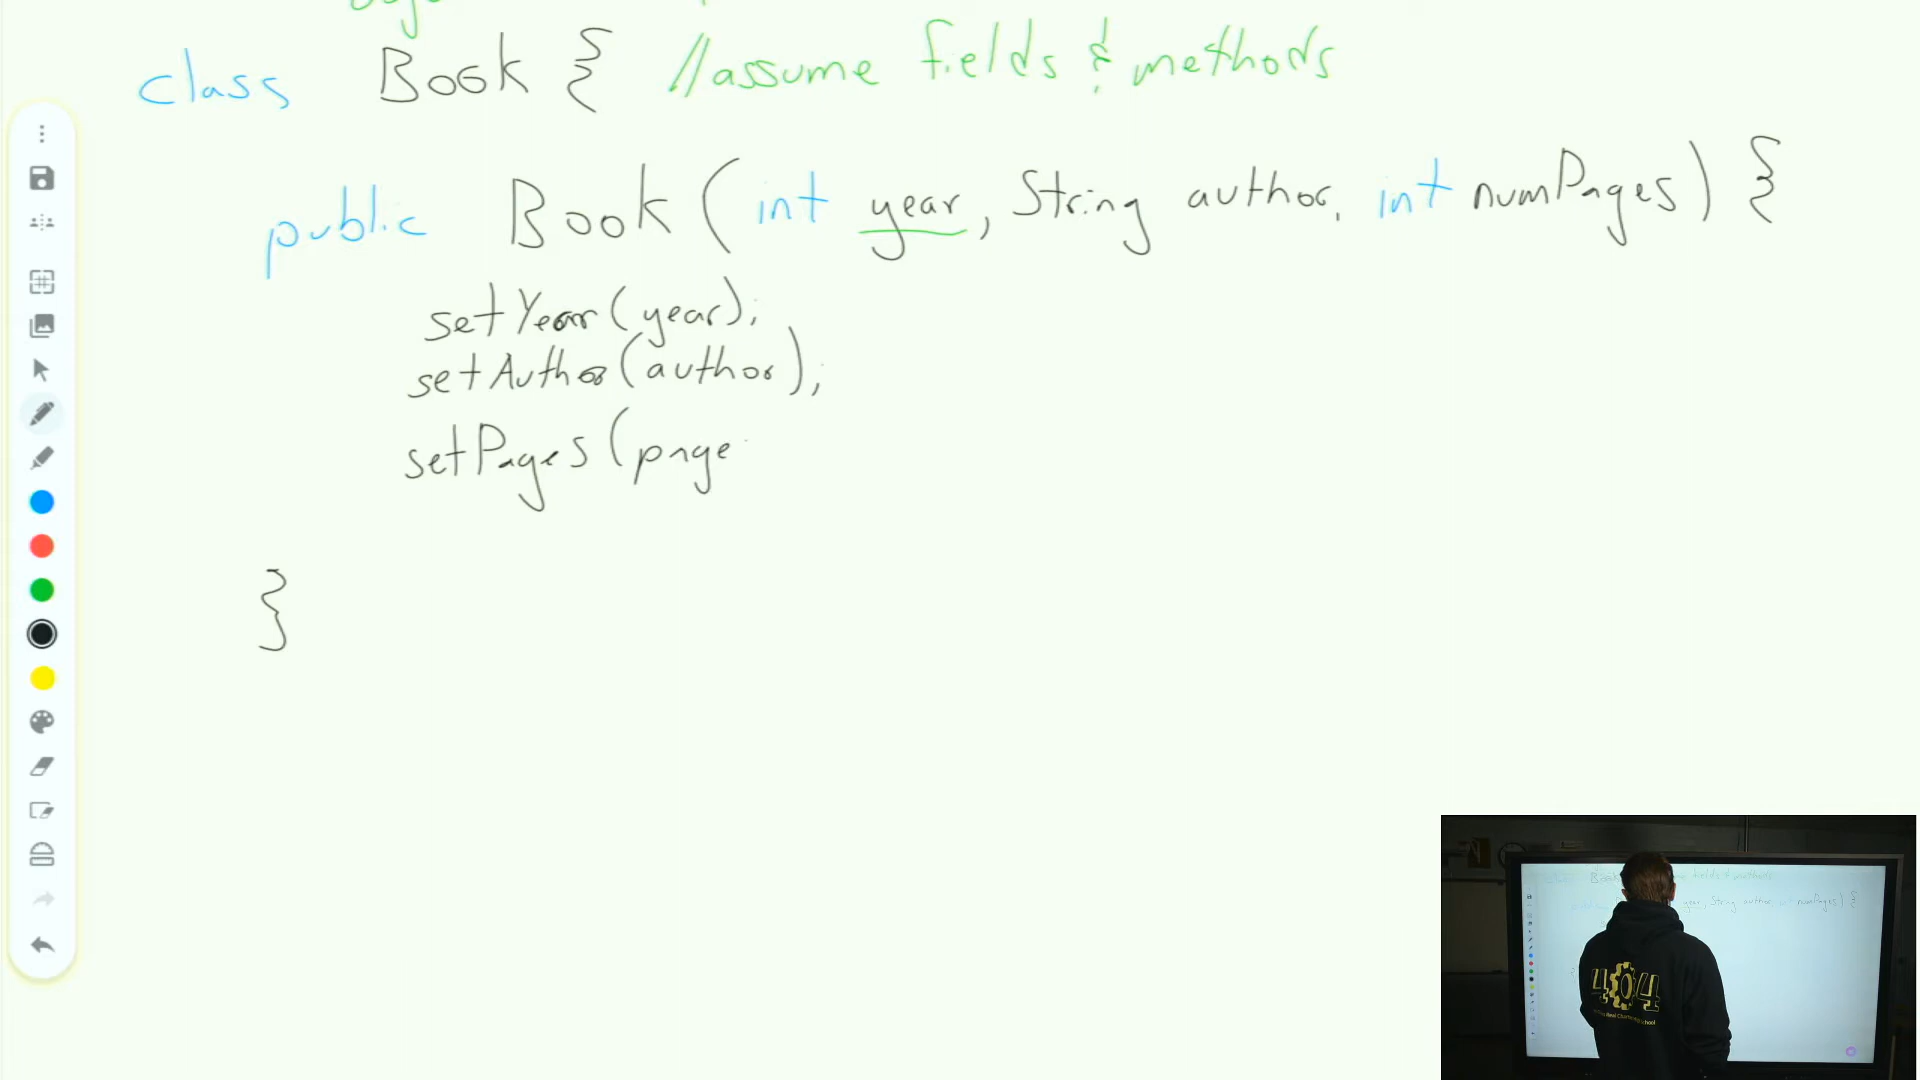 class Book { //assume fields & methods
public Book (int year, String author, int numPages) {
setYear(year);
setAuthor(author);
setPages(page
}
404